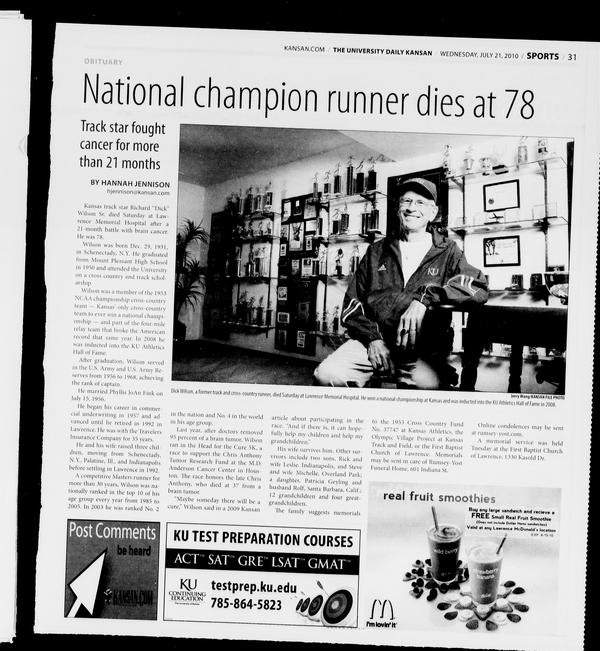 KANSAN.COM / THE UNIVERSITY DAILY KANSAN / WEDNESDAY, JULY 21, 2010 / SPORTS / 31
OBITUARY
National champion runner dies at 78
Track star fought
cancer for more
than 21 months
BY HANNAH JENNISON
hjennison@kansan.com
Kansas track star Richard "Dick"
Wilson Sr. died Saturday at Law-
rence Memorial Hospital after a
21-month battle with brain cancer.
He was 78.
Wilson was born Dec. 29, 1931,
in Schenectady, N.Y. He graduated
from Mount Pleasant High School
in 1950 and attended the University
on a cross country and track schol-
arship.
Wilson was a member of the 1953
NCAA championship cross-country
team — Kansas' only cross-country
team to ever win a national champi-
onship — and part of the four-mile
relay team that broke the American
record that same year. In 2008 he
was inducted into the KU Athletics
Hall of Fame.
After graduation, Wilson served
in the U.S. Army and U.S. Army Re-
serves from 1956 to 1968, achieving
the rank of captain.
He married Phyllis JoAnt Fink on
July 15, 1956.
He began his career in commer-
cial underwriting in 1957 and ad-
vanced until he retired in 1992 in
Lawrence. He was with the Travelers
Insurance Company for 35 years.
He and his wife raised three chil-
dren, moving from Schenectady,
N.Y., Palatine, Ill., and Indianapolis
before settling in Lawrence in 1992.
A competitive Masters runner for
more than 30 years, Wilson was na-
tionally ranked in the top 10 of his
age group every year from 1985 to
2005. In 2003 he was ranked No. 2
KU
Jerry Wang/KANSAN FILE PHOTO
Dick Wilson, a former track and cross-country runner, died Saturday at Lawrence Memorial Hospital. He won a national championship at Kansas and was inducted into the KU Athletics Hall of Fame in 2008.
in the nation and No. 4 in the world
in his age group.
Last year, after doctors removed
95 percent of a brain tumor, Wilson
ran in the Head for the Cure 5K, a
race to support the Chris Anthony
Tumor Research Fund at the M.D.
Anderson Cancer Center in Hous-
ton. The race honors the late Chris
Anthony, who died at 37 from a
brain tumor.
"Maybe someday there will be a
cure," Wilson said in a 2009 Kansan
article about participating in the
race. "And if there is, it can hope-
fully help my children and help my
grandchildren."
His wife survives him. Other sur-
vivors include two sons, Rick and
wife Leslie, Indianapolis, and Steve
and wife Michelle, Overland Park;
a daughter, Patricia Geyling and
husband Rolf, Santa Barbara, Calif.;
12 grandchildren and four great-
grandchildren.
The family suggests memorials
to the 1953 Cross Country Fund
No. 37747 at Kansas Athletics, the
Olympic Village Project at Kansas
Track and Field, or the First Baptist
Church of Lawrence. Memorials
may be sent in care of Rumsey-Yost
Funeral Home, 601 Indiana St.
Online condolences may be sent
at rumsey-yost.com.
A memorial service was held
Tuesday at the First Baptist Church
of Lawrence, 1330 Kasold Dr.
Post Comments
be heard
KANSAN.COM
KU TEST PREPARATION COURSES
ACT™ SAT™ GRE™ LSAT™ GMAT™
KU
CONTINUING
EDUCATION
The University of Kansas
testprep.ku.edu
785-864-5823
real fruit smoothies
Buy any large sandwich and recieve a
FREE Small Real Fruit Smoothie
(Does not include Dollar Menu sandwiches)
Valid at any Lawrence McDonald's location
wild berry
strawberry
banana
i'm lovin' it